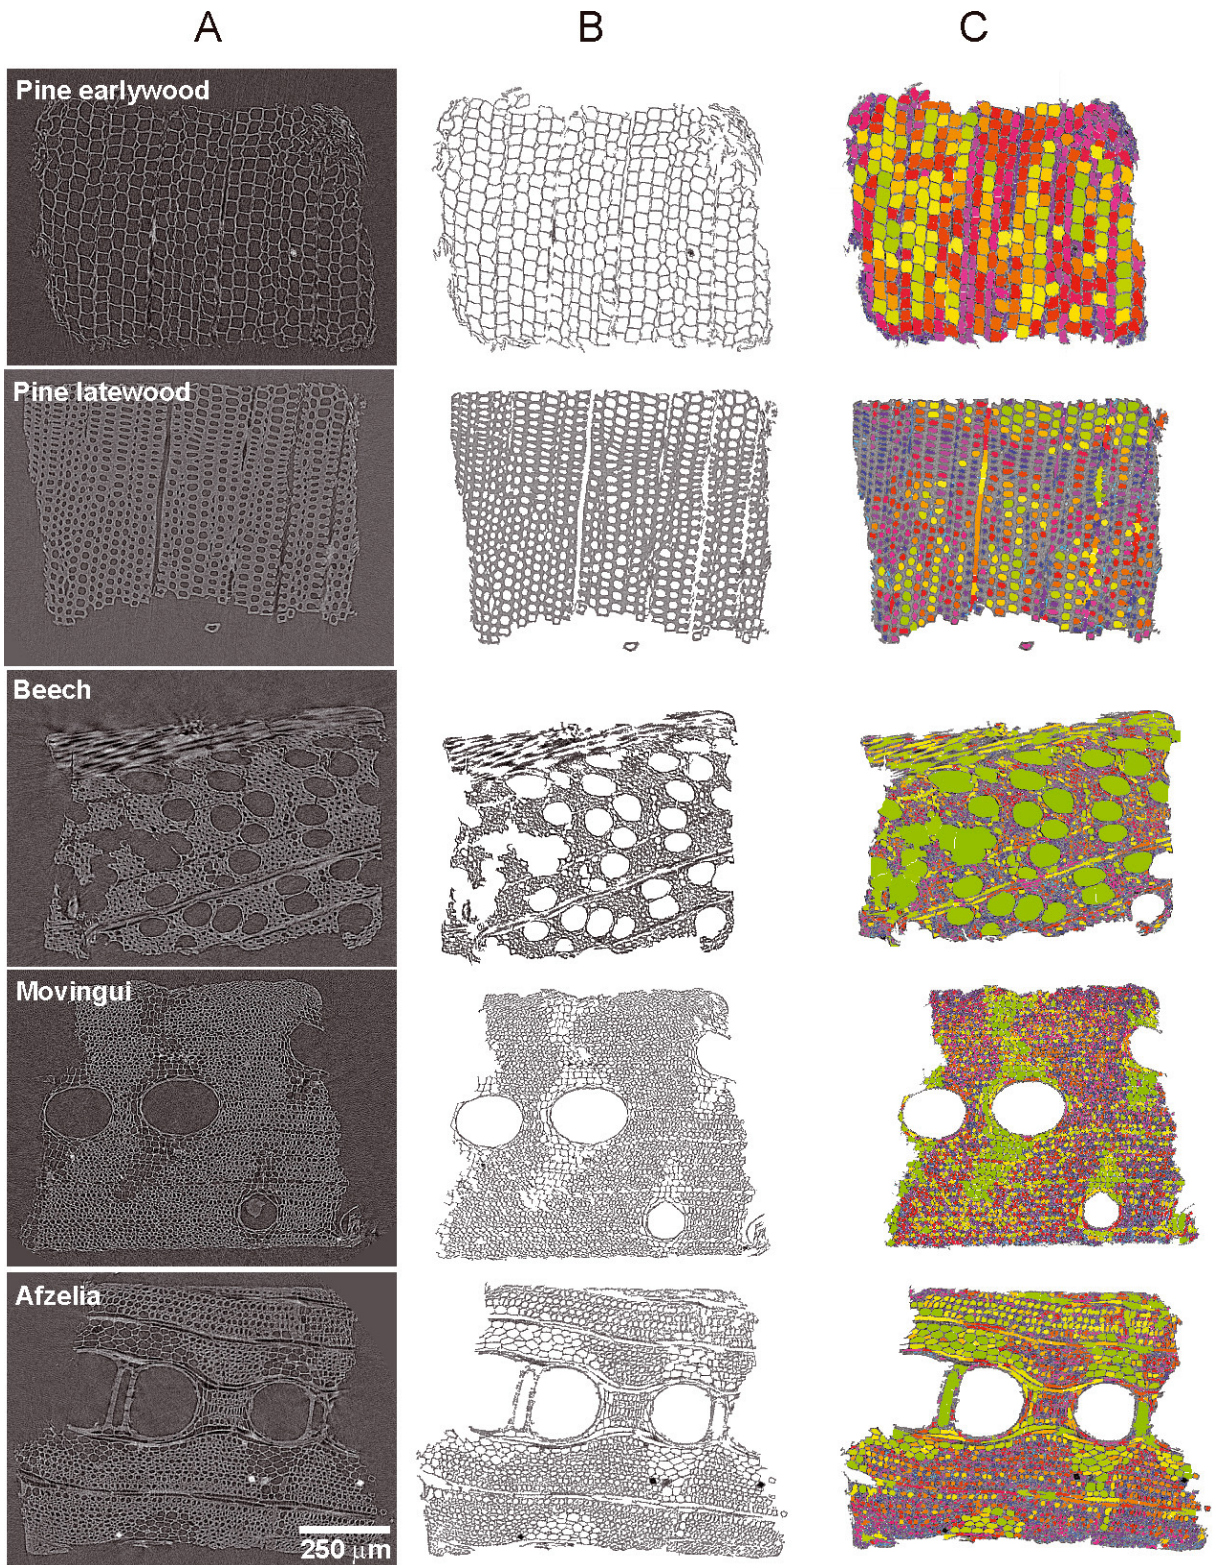 A B C
Pine earlywood
Pine latewood
Beech
Movingui
Afzelia
250 μm